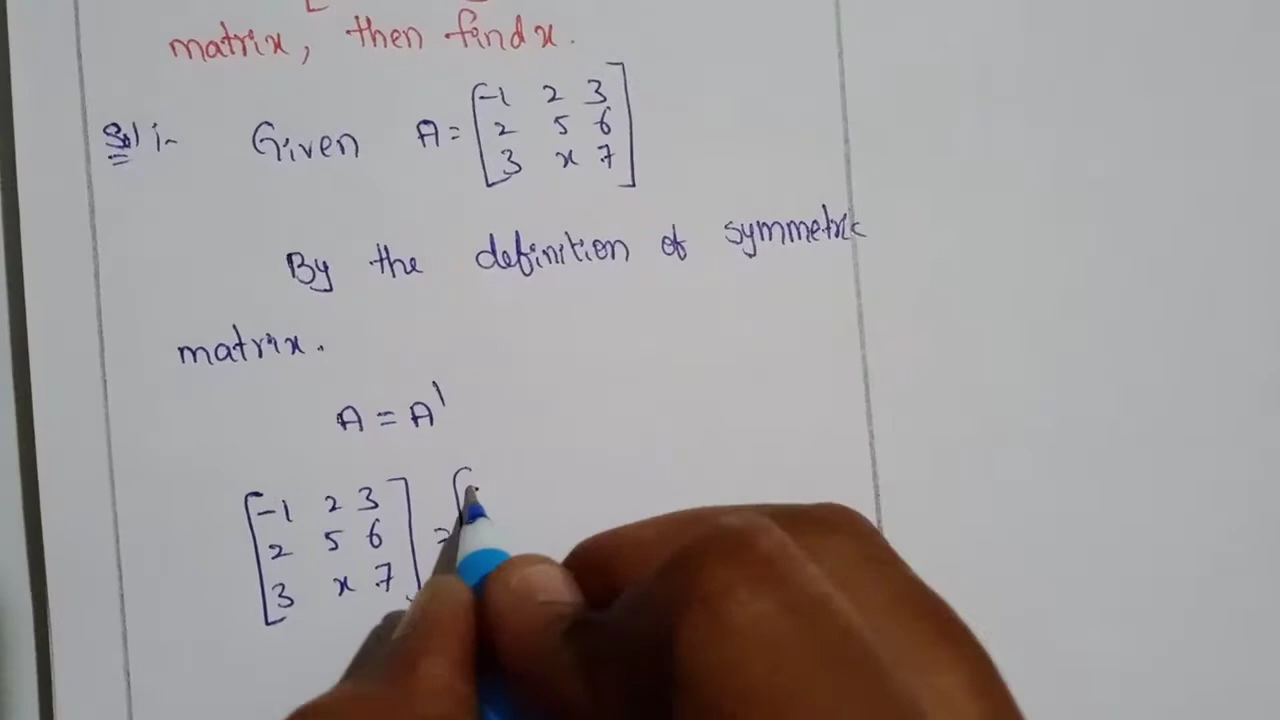 matrix, then find x.
Sol:- Given A = [-1 2 3
2 5 6
3 x 7]
By the definition of symmetric
matrix.
A = A'
[-1 2 3
2 5 6
3 x 7] = [